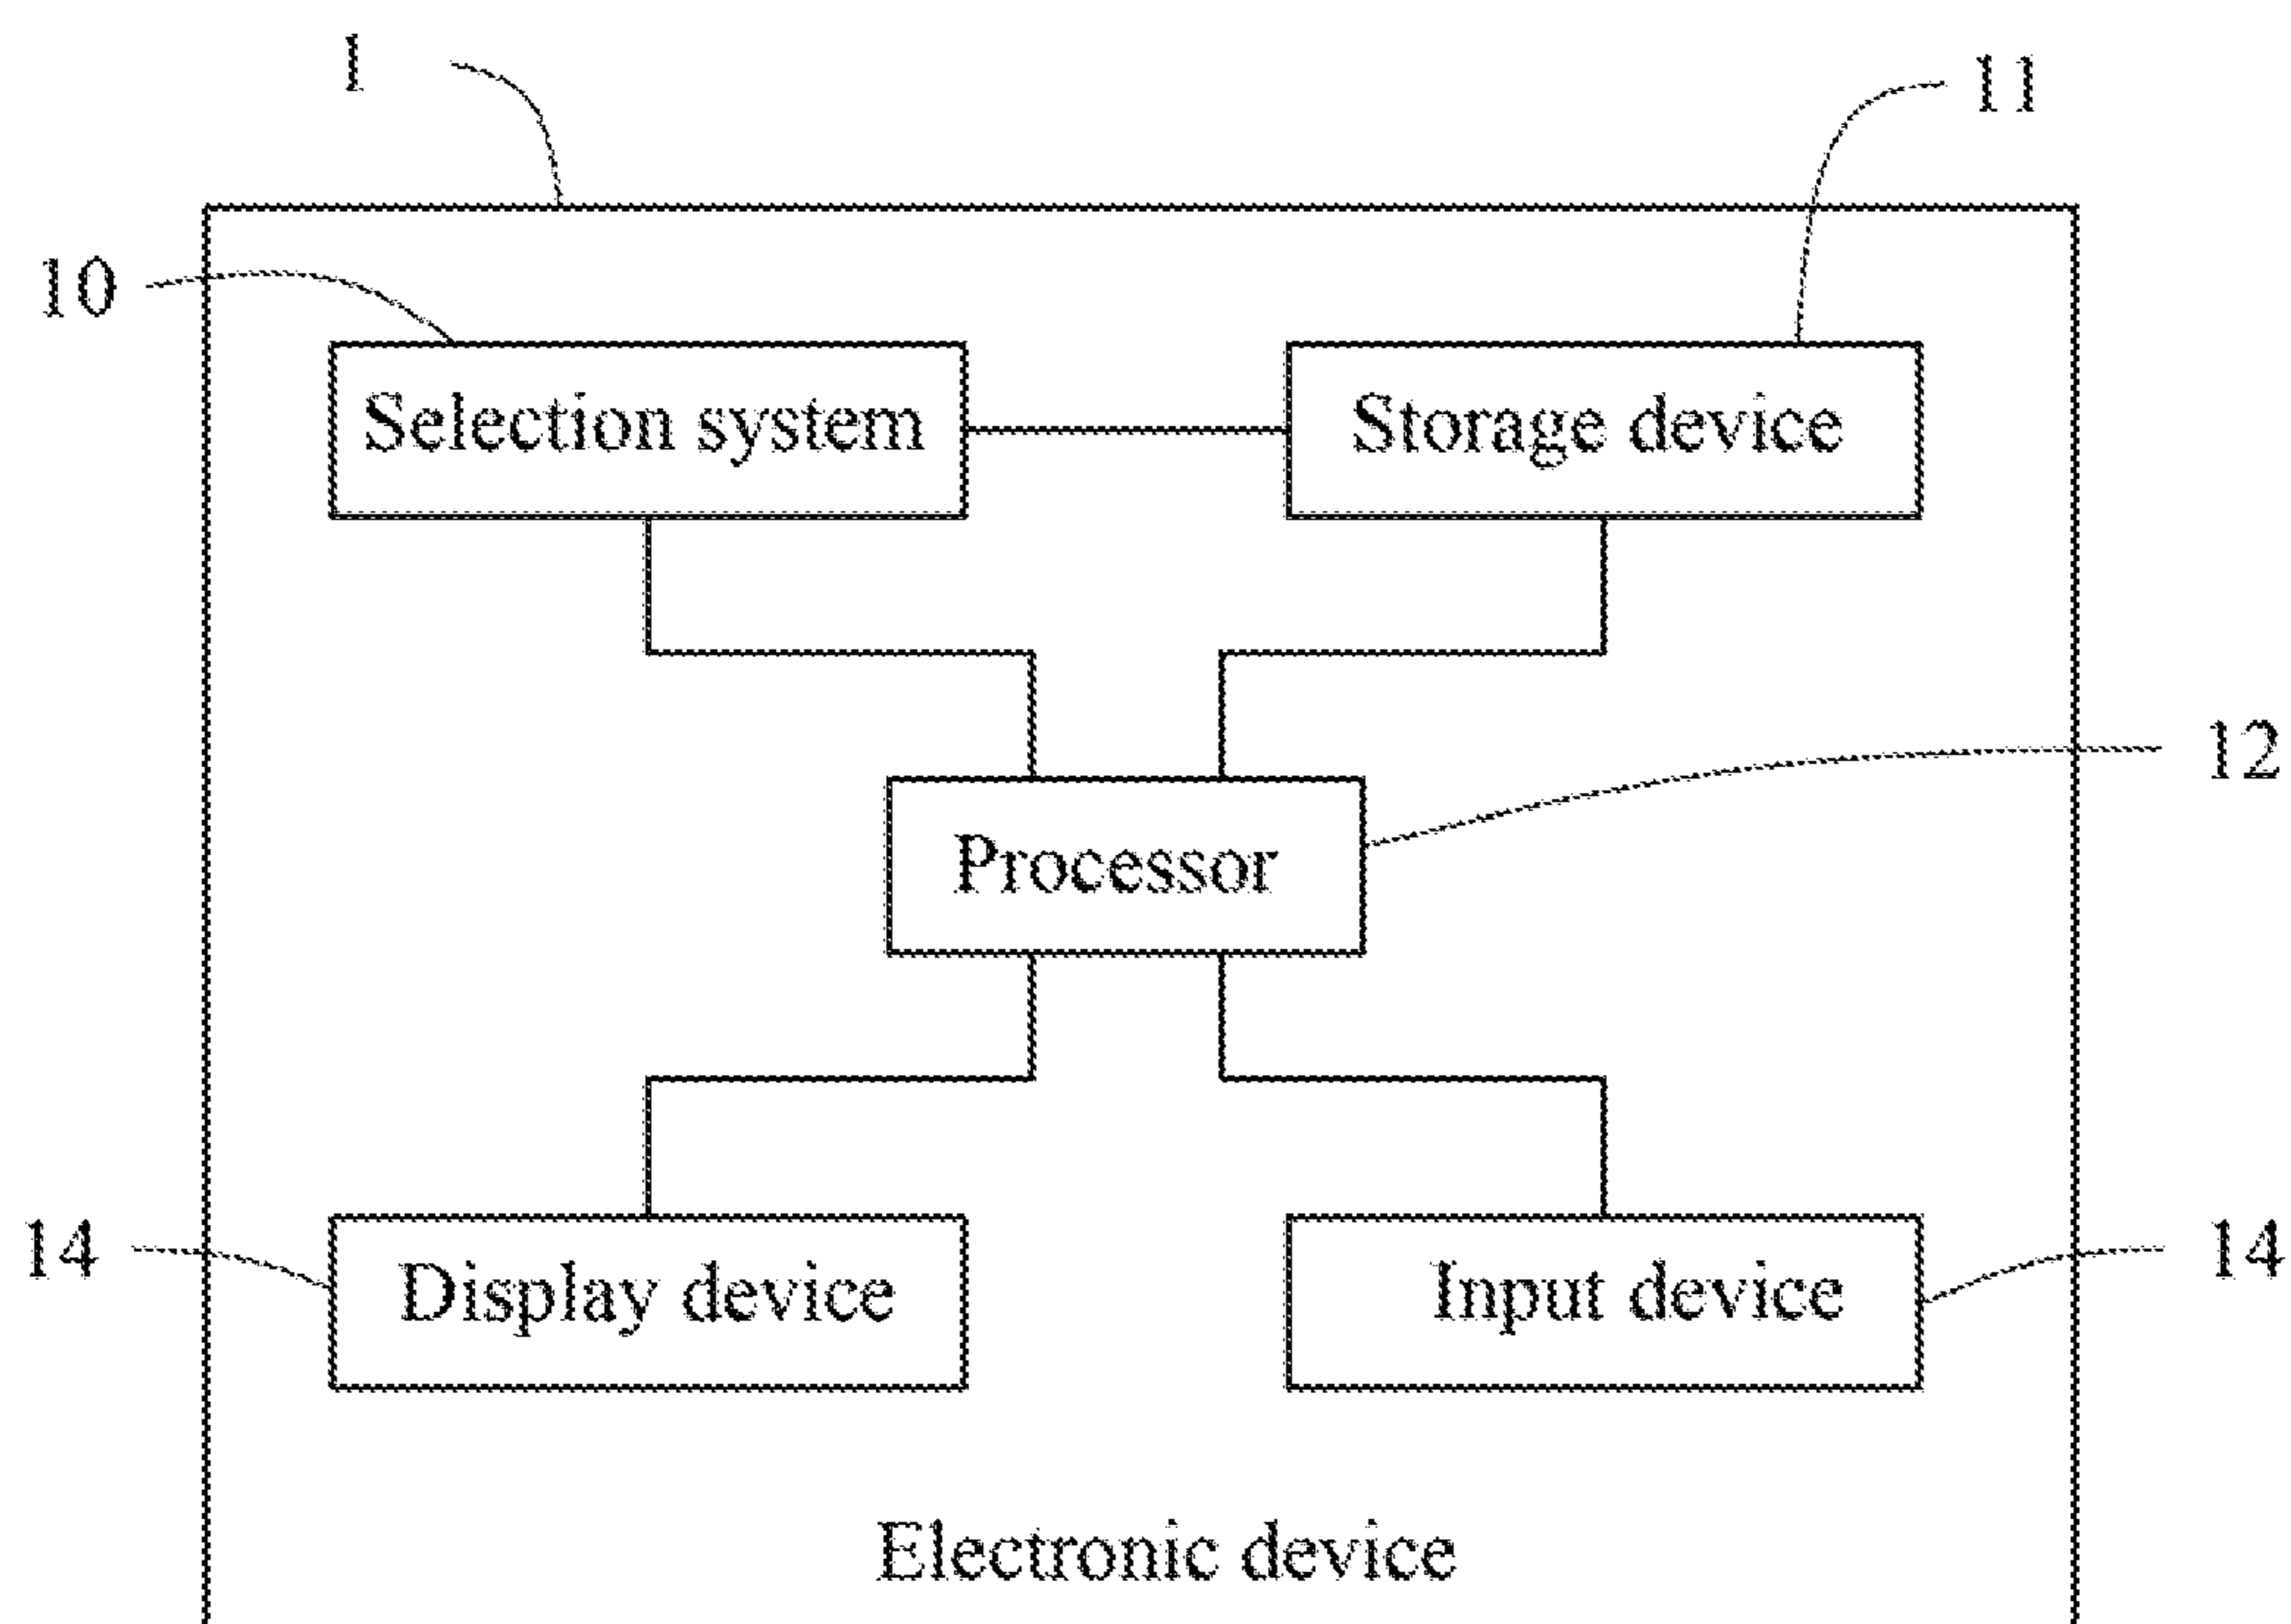 1
11
10
Selection system
Storage device
12
Processor
14
14
Display device
Input device
Electronic device